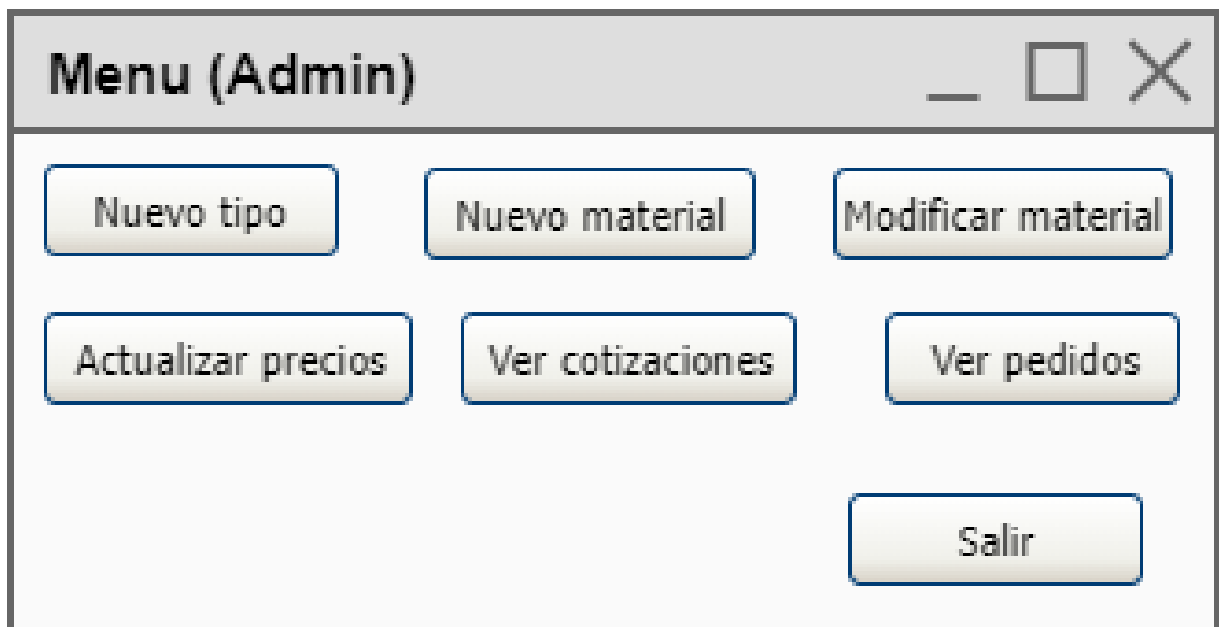 Menu (Admin)
Nuevo tipo
Nuevo material
Modificar material
Actualizar precios
Ver cotizaciones
Ver pedidos
Salir